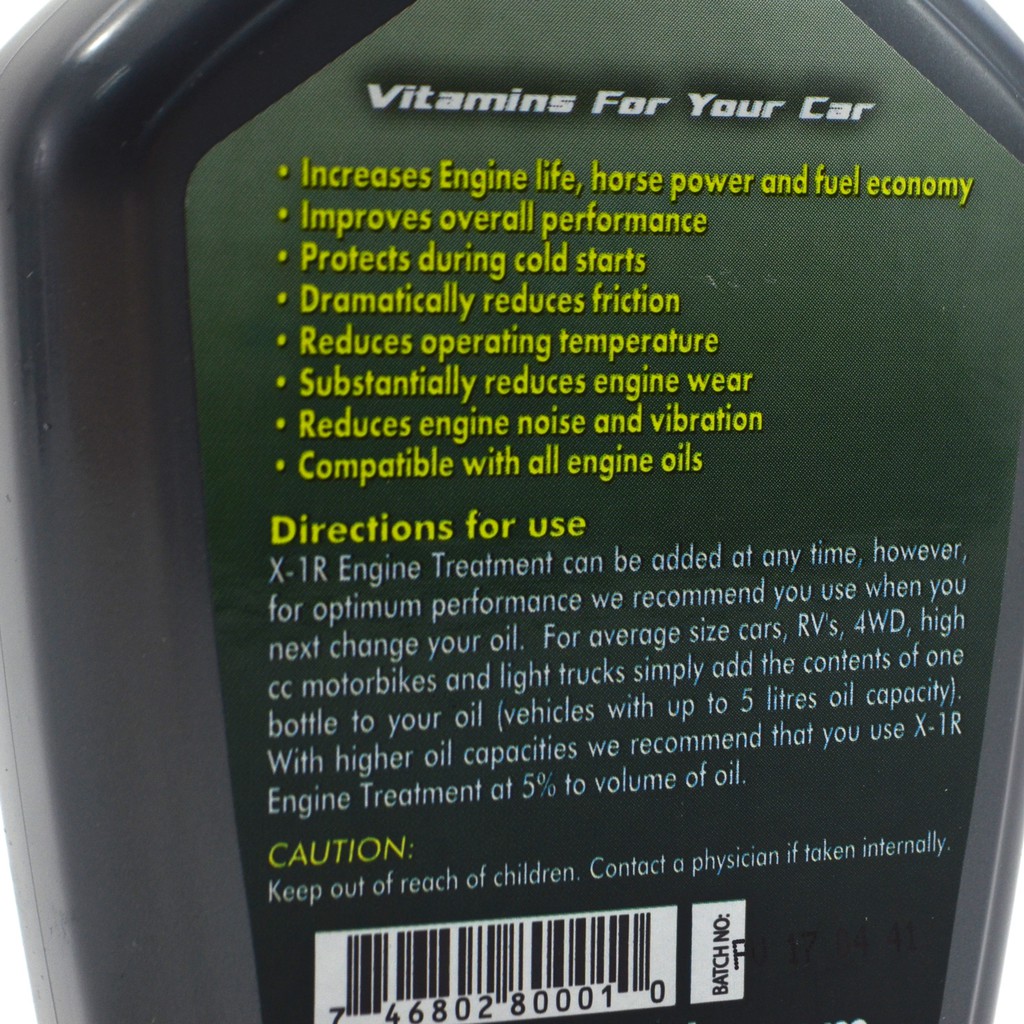 Vitamins For Your Car
• Increases Engine life, horse power and fuel economy
• Improves overall performance
• Protects during cold starts
• Dramatically reduces friction
• Reduces operating temperature
• Substantially reduces engine wear
• Reduces engine noise and vibration
• Compatible with all engine oils
Directions for use
X-1R Engine Treatment can be added at any time, however,
for optimum performance we recommend you use when you
next change your oil. For average size cars, RV's, 4WD, high
cc motorbikes and light trucks simply add the contents of one
bottle to your oil (vehicles with up to 5 litres oil capacity).
With higher oil capacities we recommend that you use X-1R
Engine Treatment at 5% to volume of oil.
CAUTION:
Keep out of reach of children. Contact a physician if taken internally.
7 46802 80001 0
BATCH NO:
17 04 41